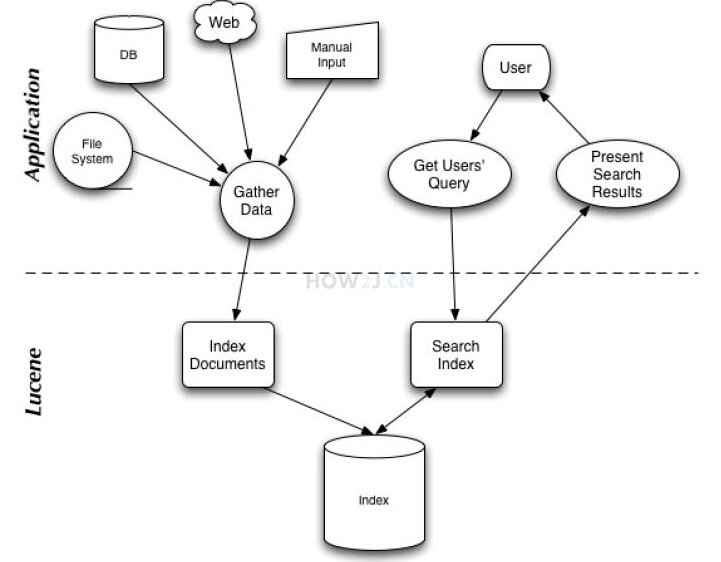 Application
DB
Web
Manual
Input
File
System
Gather
Data
User
Get Users'
Query
Present
Search
Results
HOW2J.CN
Lucene
Index
Documents
Search
Index
Index